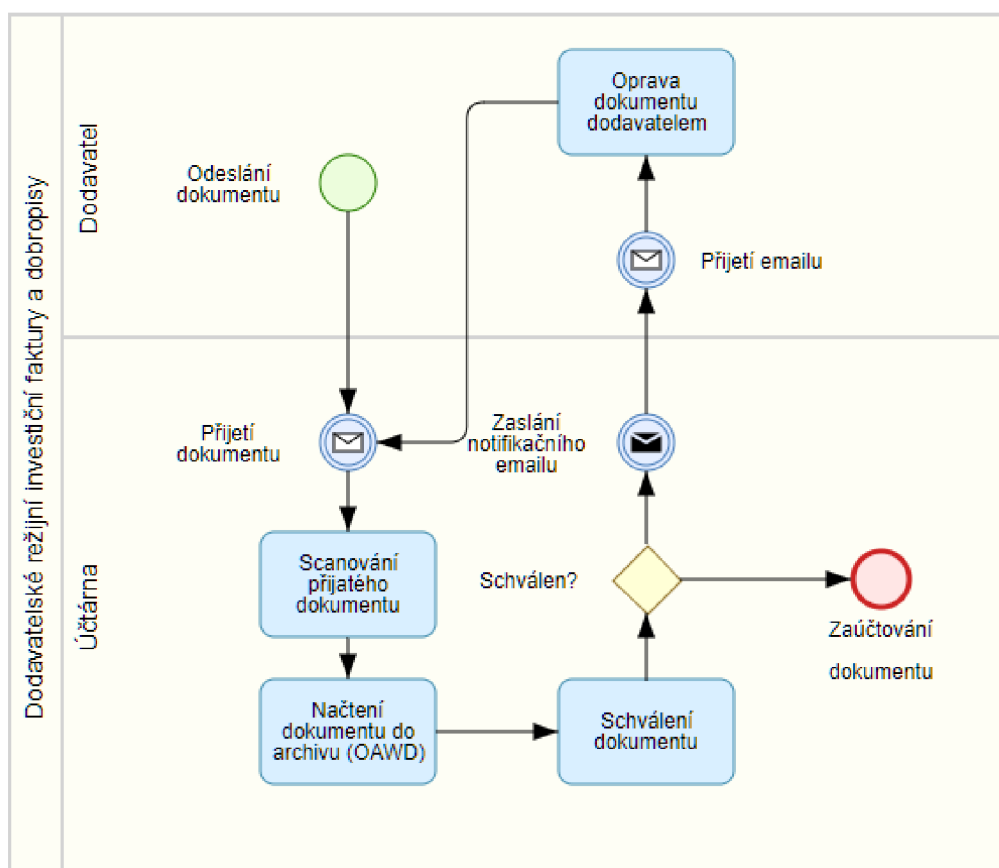 Dodavatelské režijní investiční faktury a dobropisy
Dodavatel
Odeslání
dokumentu
Oprava
dokumentu
dodavatelem
Přijetí emailu
Účtárna
Přijetí
dokumentu
Zaslání
notifikačního
emailu
Scanování
přijatého
dokumentu
Schválen?
Zaúčtování
dokumentu
Načtení
dokumentu do
archivu (OAWD)
Schválení
dokumentu